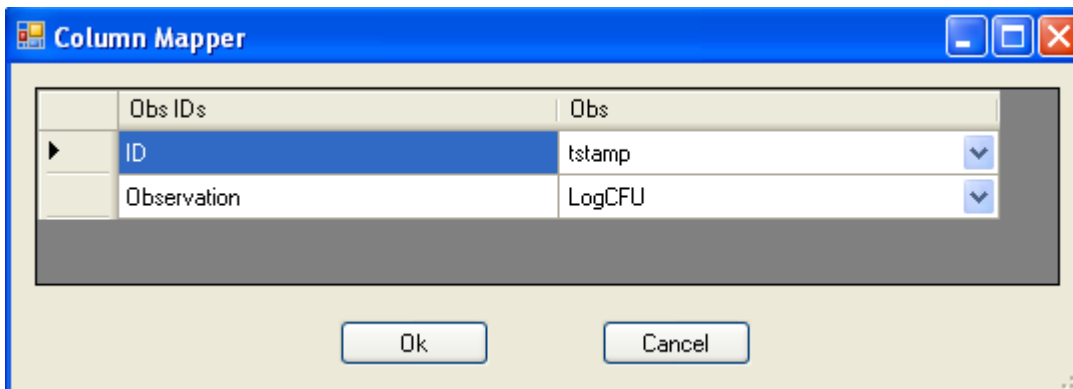 Column Mapper
Obs IDs Obs
ID tstamp
Observation LogCFU
Ok Cancel